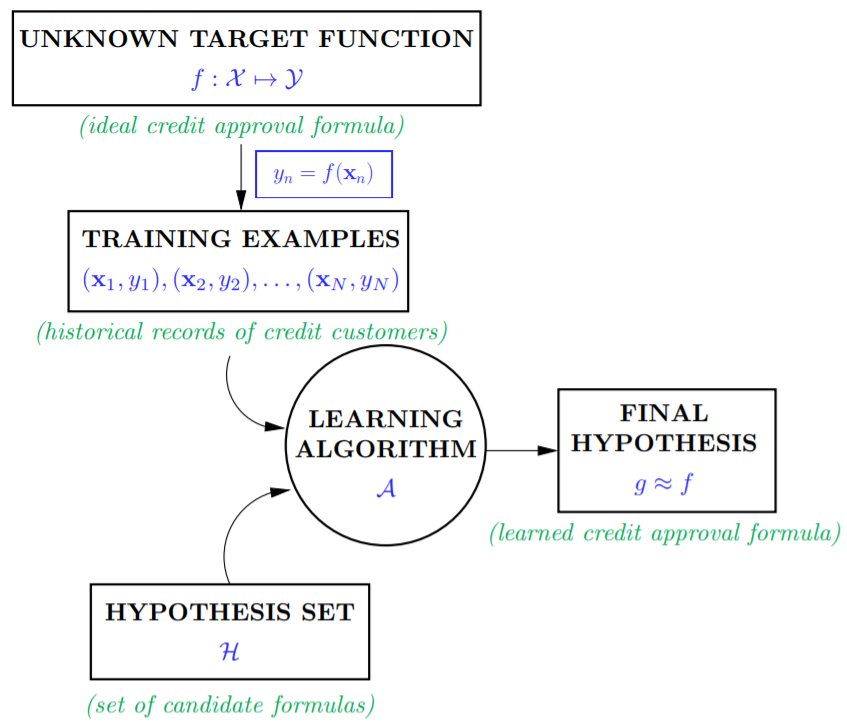 UNKNOWN TARGET FUNCTION
f : 𝒳 ↦ 𝒴
(ideal credit approval formula)
yₙ = f(𝐱ₙ)
TRAINING EXAMPLES
(𝐱₁, y₁), (𝐱₂, y₂), . . . , (𝐱_N, y_N)
(historical records of credit customers)
LEARNING
ALGORITHM
𝒜
FINAL
HYPOTHESIS
g ≈ f
(learned credit approval formula)
HYPOTHESIS SET
ℋ
(set of candidate formulas)